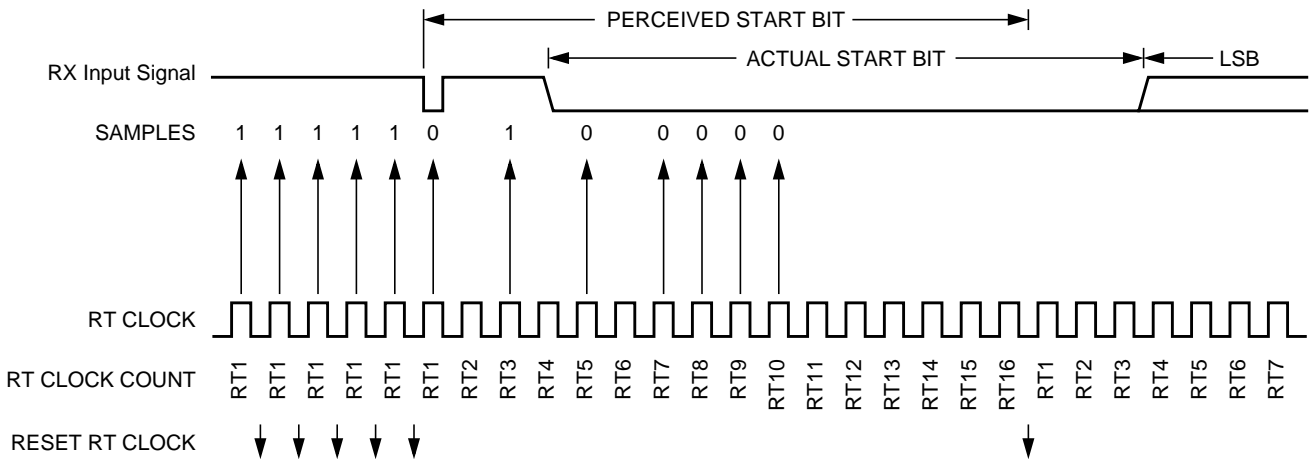 PERCEIVED START BIT
ACTUAL START BIT
LSB
RX Input Signal
SAMPLES 1 1 1 1 1 0 1 0 0 0 0 0
RT CLOCK
RT CLOCK COUNT RT1 RT1 RT1 RT1 RT1 RT1 RT2 RT3 RT4 RT5 RT6 RT7 RT8 RT9 RT10 RT11 RT12 RT13 RT14 RT15 RT16 RT1 RT2 RT3 RT4 RT5 RT6 RT7
RESET RT CLOCK